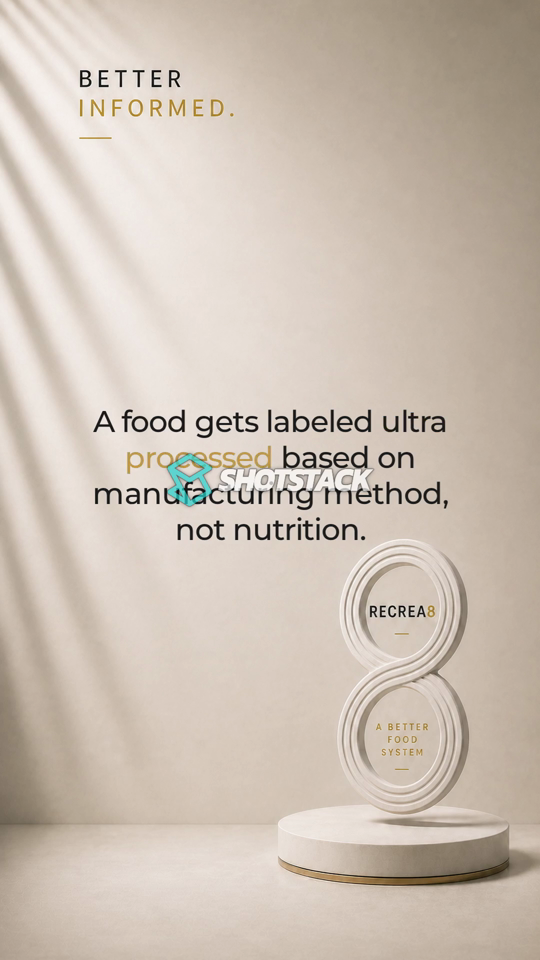 BETTER
INFORMED.
A food gets labeled ultra
processed based on
SHOTSTACK
manufacturing method,
not nutrition.
RECREA8
A BETTER
FOOD
SYSTEM